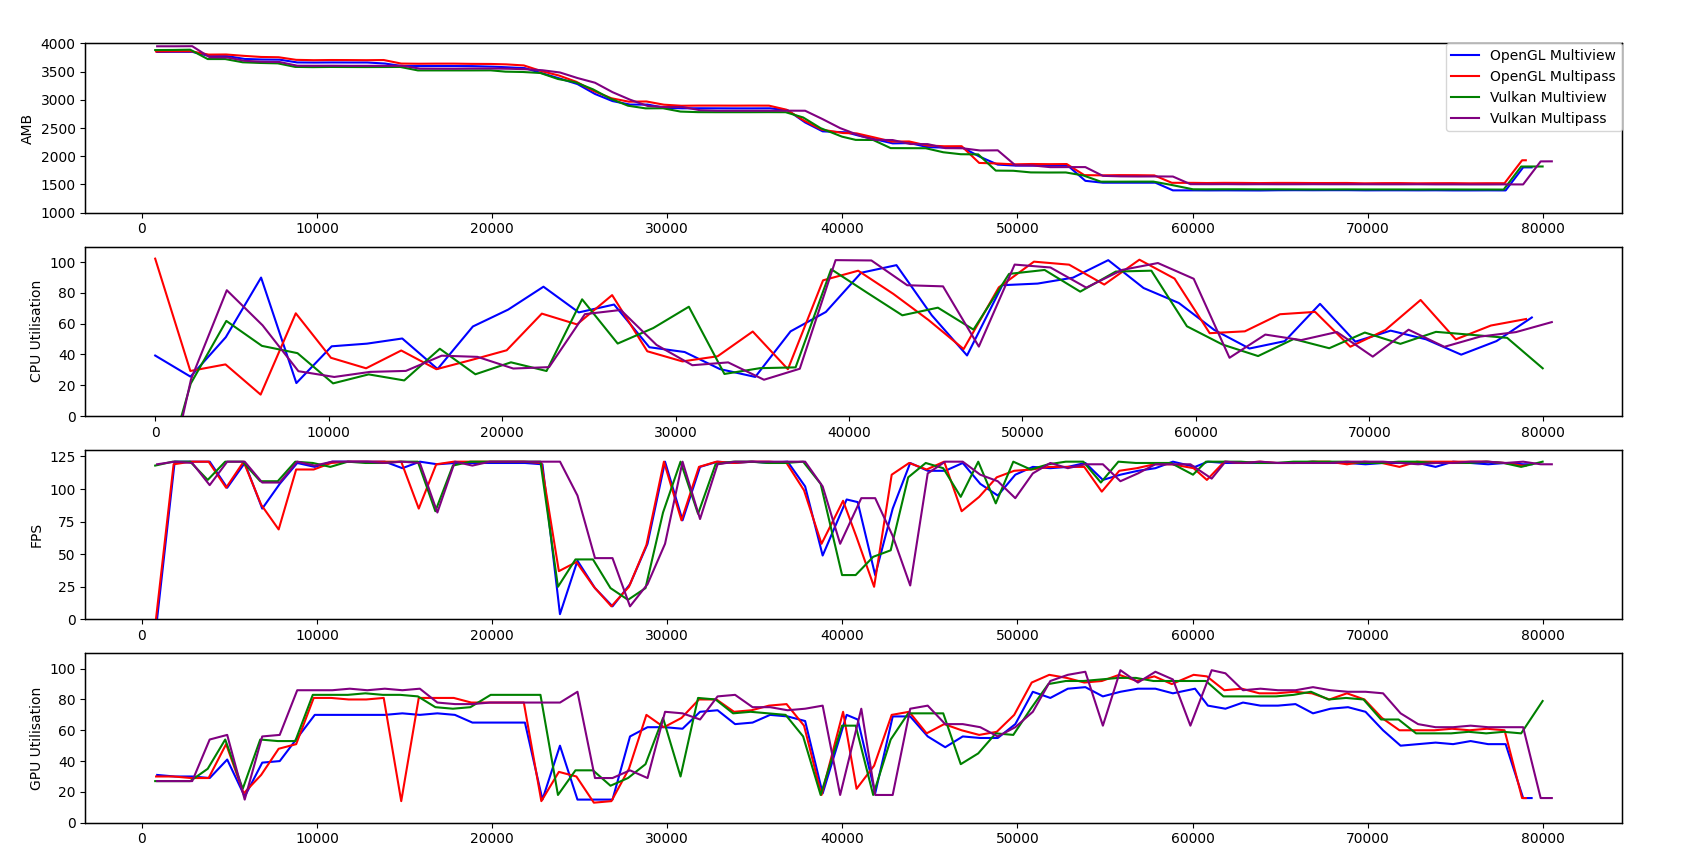 4000
3500
3000
2500
2000
1500
1000
AMB
OpenGL Multiview
OpenGL Multipass
Vulkan Multiview
Vulkan Multipass
0 10000 20000 30000 40000 50000 60000 70000 80000
100
80
60
40
20
0
CPU Utilisation
0 10000 20000 30000 40000 50000 60000 70000 80000
125
100
75
50
25
0
FPS
0 10000 20000 30000 40000 50000 60000 70000 80000
100
80
60
40
20
0
GPU Utilisation
0 10000 20000 30000 40000 50000 60000 70000 80000